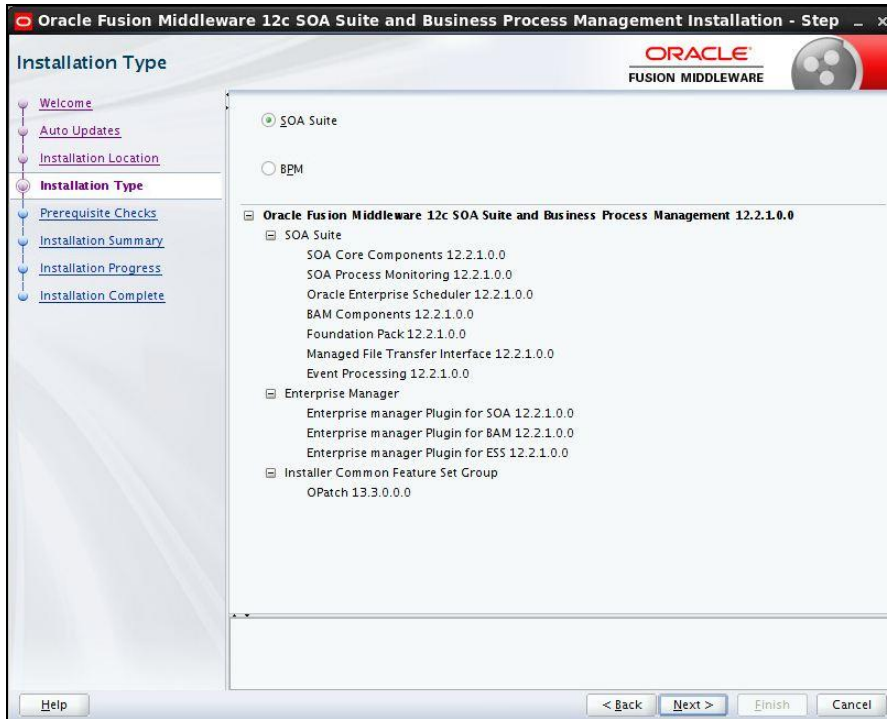 Oracle Fusion Middleware 12c SOA Suite and Business Process Management Installation - Step
Installation Type
ORACLE
FUSION MIDDLEWARE
Welcome
Auto Updates
Installation Location
Installation Type
Prerequisite Checks
Installation Summary
Installation Progress
Installation Complete
SOA Suite
BPM
Oracle Fusion Middleware 12c SOA Suite and Business Process Management 12.2.1.0.0
SOA Suite
SOA Core Components 12.2.1.0.0
SOA Process Monitoring 12.2.1.0.0
Oracle Enterprise Scheduler 12.2.1.0.0
BAM Components 12.2.1.0.0
Foundation Pack 12.2.1.0.0
Managed File Transfer Interface 12.2.1.0.0
Event Processing 12.2.1.0.0
Enterprise Manager
Enterprise manager Plugin for SOA 12.2.1.0.0
Enterprise manager Plugin for BAM 12.2.1.0.0
Enterprise manager Plugin for ESS 12.2.1.0.0
Installer Common Feature Set Group
OPatch 13.3.0.0.0
Help
< Back
Next >
Finish
Cancel